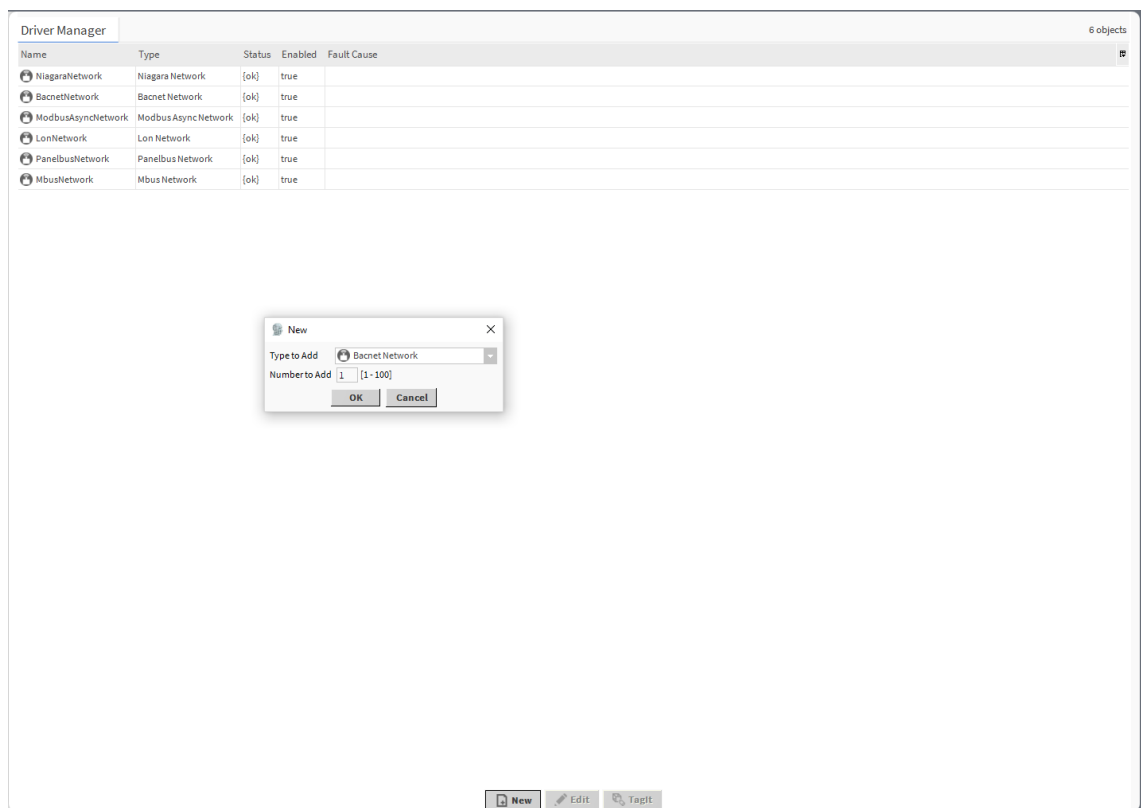 Driver Manager 6 objects
Name Type Status Enabled Fault Cause
NiagaraNetwork Niagara Network {ok} true
BacnetNetwork Bacnet Network {ok} true
ModbusAsyncNetwork Modbus Async Network {ok} true
LonNetwork Lon Network {ok} true
PanelbusNetwork Panelbus Network {ok} true
MbusNetwork Mbus Network {ok} true
New
Type to Add Bacnet Network
Number to Add 1 [1 - 100]
OK Cancel
New Edit TagIt